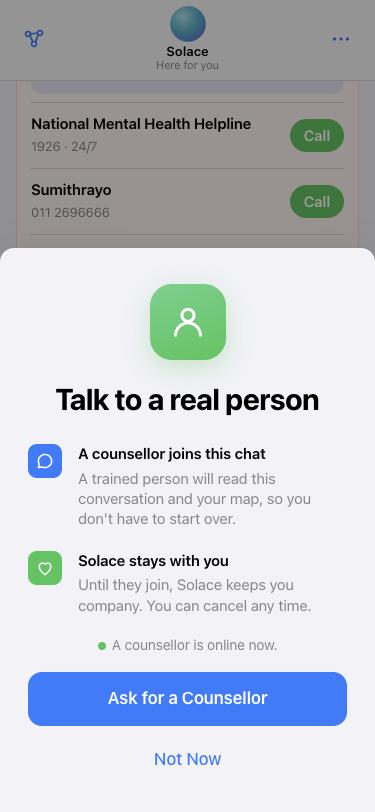 Solace
Here for you
National Mental Health Helpline
1926 · 24/7
Call
Sumithrayo
011 2696666
Call
Talk to a real person
A counsellor joins this chat
A trained person will read this
conversation and your map, so you
don't have to start over.
Solace stays with you
Until they join, Solace keeps you
company. You can cancel any time.
A counsellor is online now.
Ask for a Counsellor
Not Now